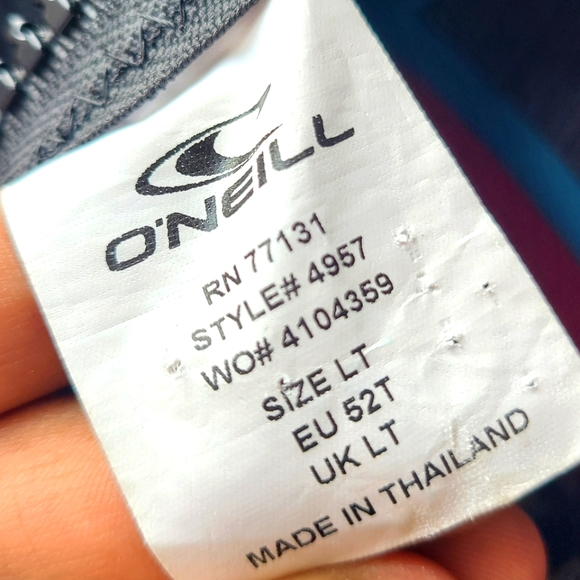 O'NEILL
RN 77131
STYLE# 4957
WO# 4104359
SIZE LT
EU 52T
UK LT
MADE IN THAILAND